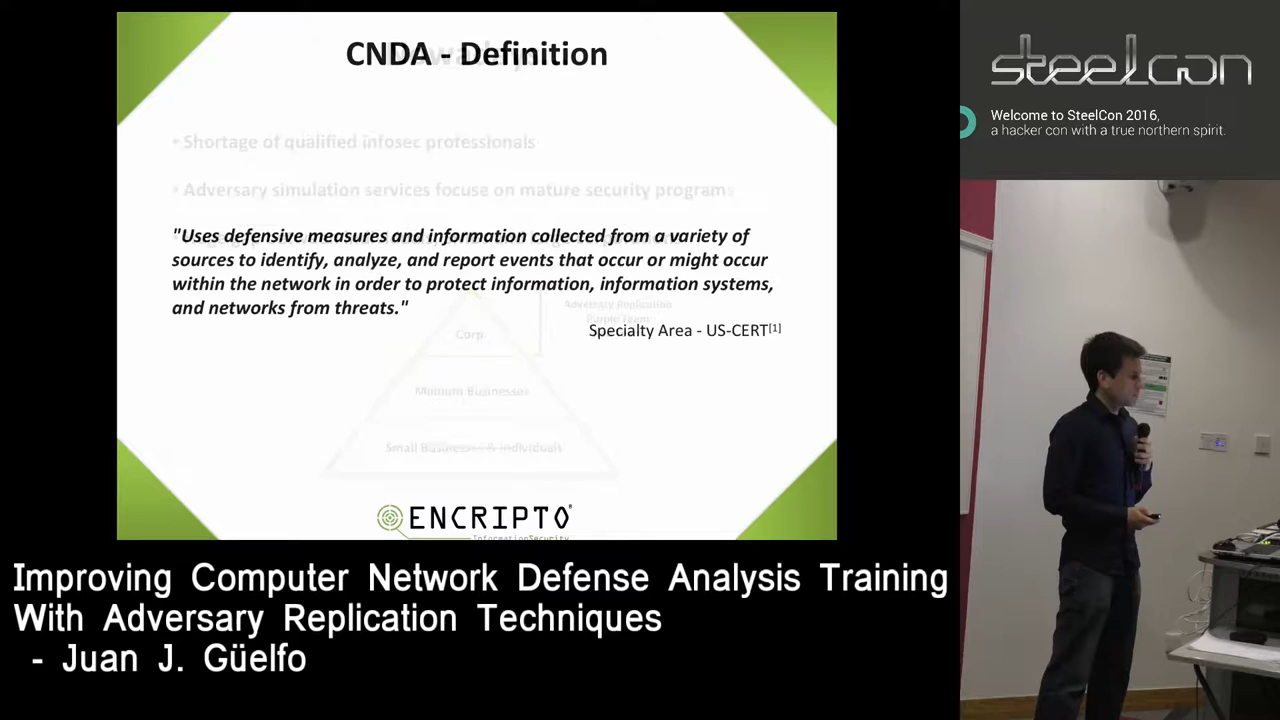 CNDA - Definition
• Shortage of qualified infosec professionals
• Adversary simulation services focus on mature security programs
"Uses defensive measures and information collected from a variety of
sources to identify, analyze, and report events that occur or might occur
within the network in order to protect information, information systems,
and networks from threats."
Specialty Area - US-CERT[1]
Adversary Replication
Purple Team
Corp
Medium Businesses
Small Businesses & Individuals
ENCRIPTO
InformationSecurity
steelcon
Welcome to SteelCon 2016,
a hacker con with a true northern spirit.
Improving Computer Network Defense Analysis Training
With Adversary Replication Techniques
- Juan J. Güelfo